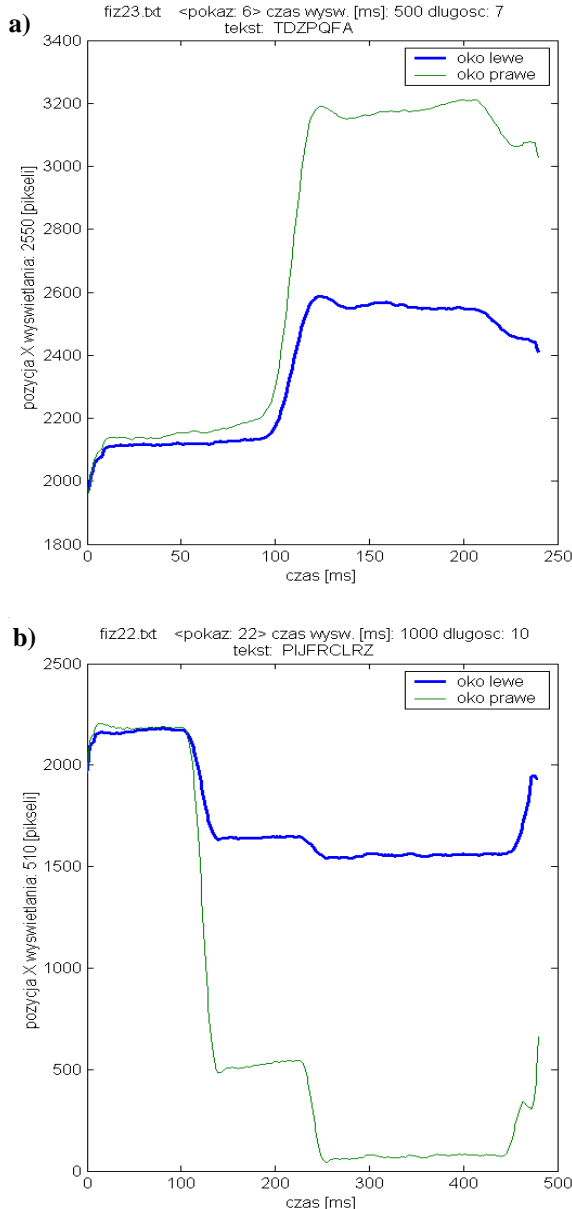 a)
fiz23.txt <pokaz: 6> czas wysw. [ms]: 500 dlugosc: 7
tekst: TDZPQFA
oko lewe
oko prawe
3400
3200
3000
2800
2600
2400
2200
2000
1800
pozycja X wyswietlania: 2550 [pikseli]
0 50 100 150 200 250
czas [ms]
b)
fiz22.txt <pokaz: 22> czas wysw. [ms]: 1000 dlugosc: 10
tekst: PIJFRCLRZ
oko lewe
oko prawe
2500
2000
1500
1000
500
0
pozycja X wyswietlania: 510 [pikseli]
0 100 200 300 400 500
czas [ms]